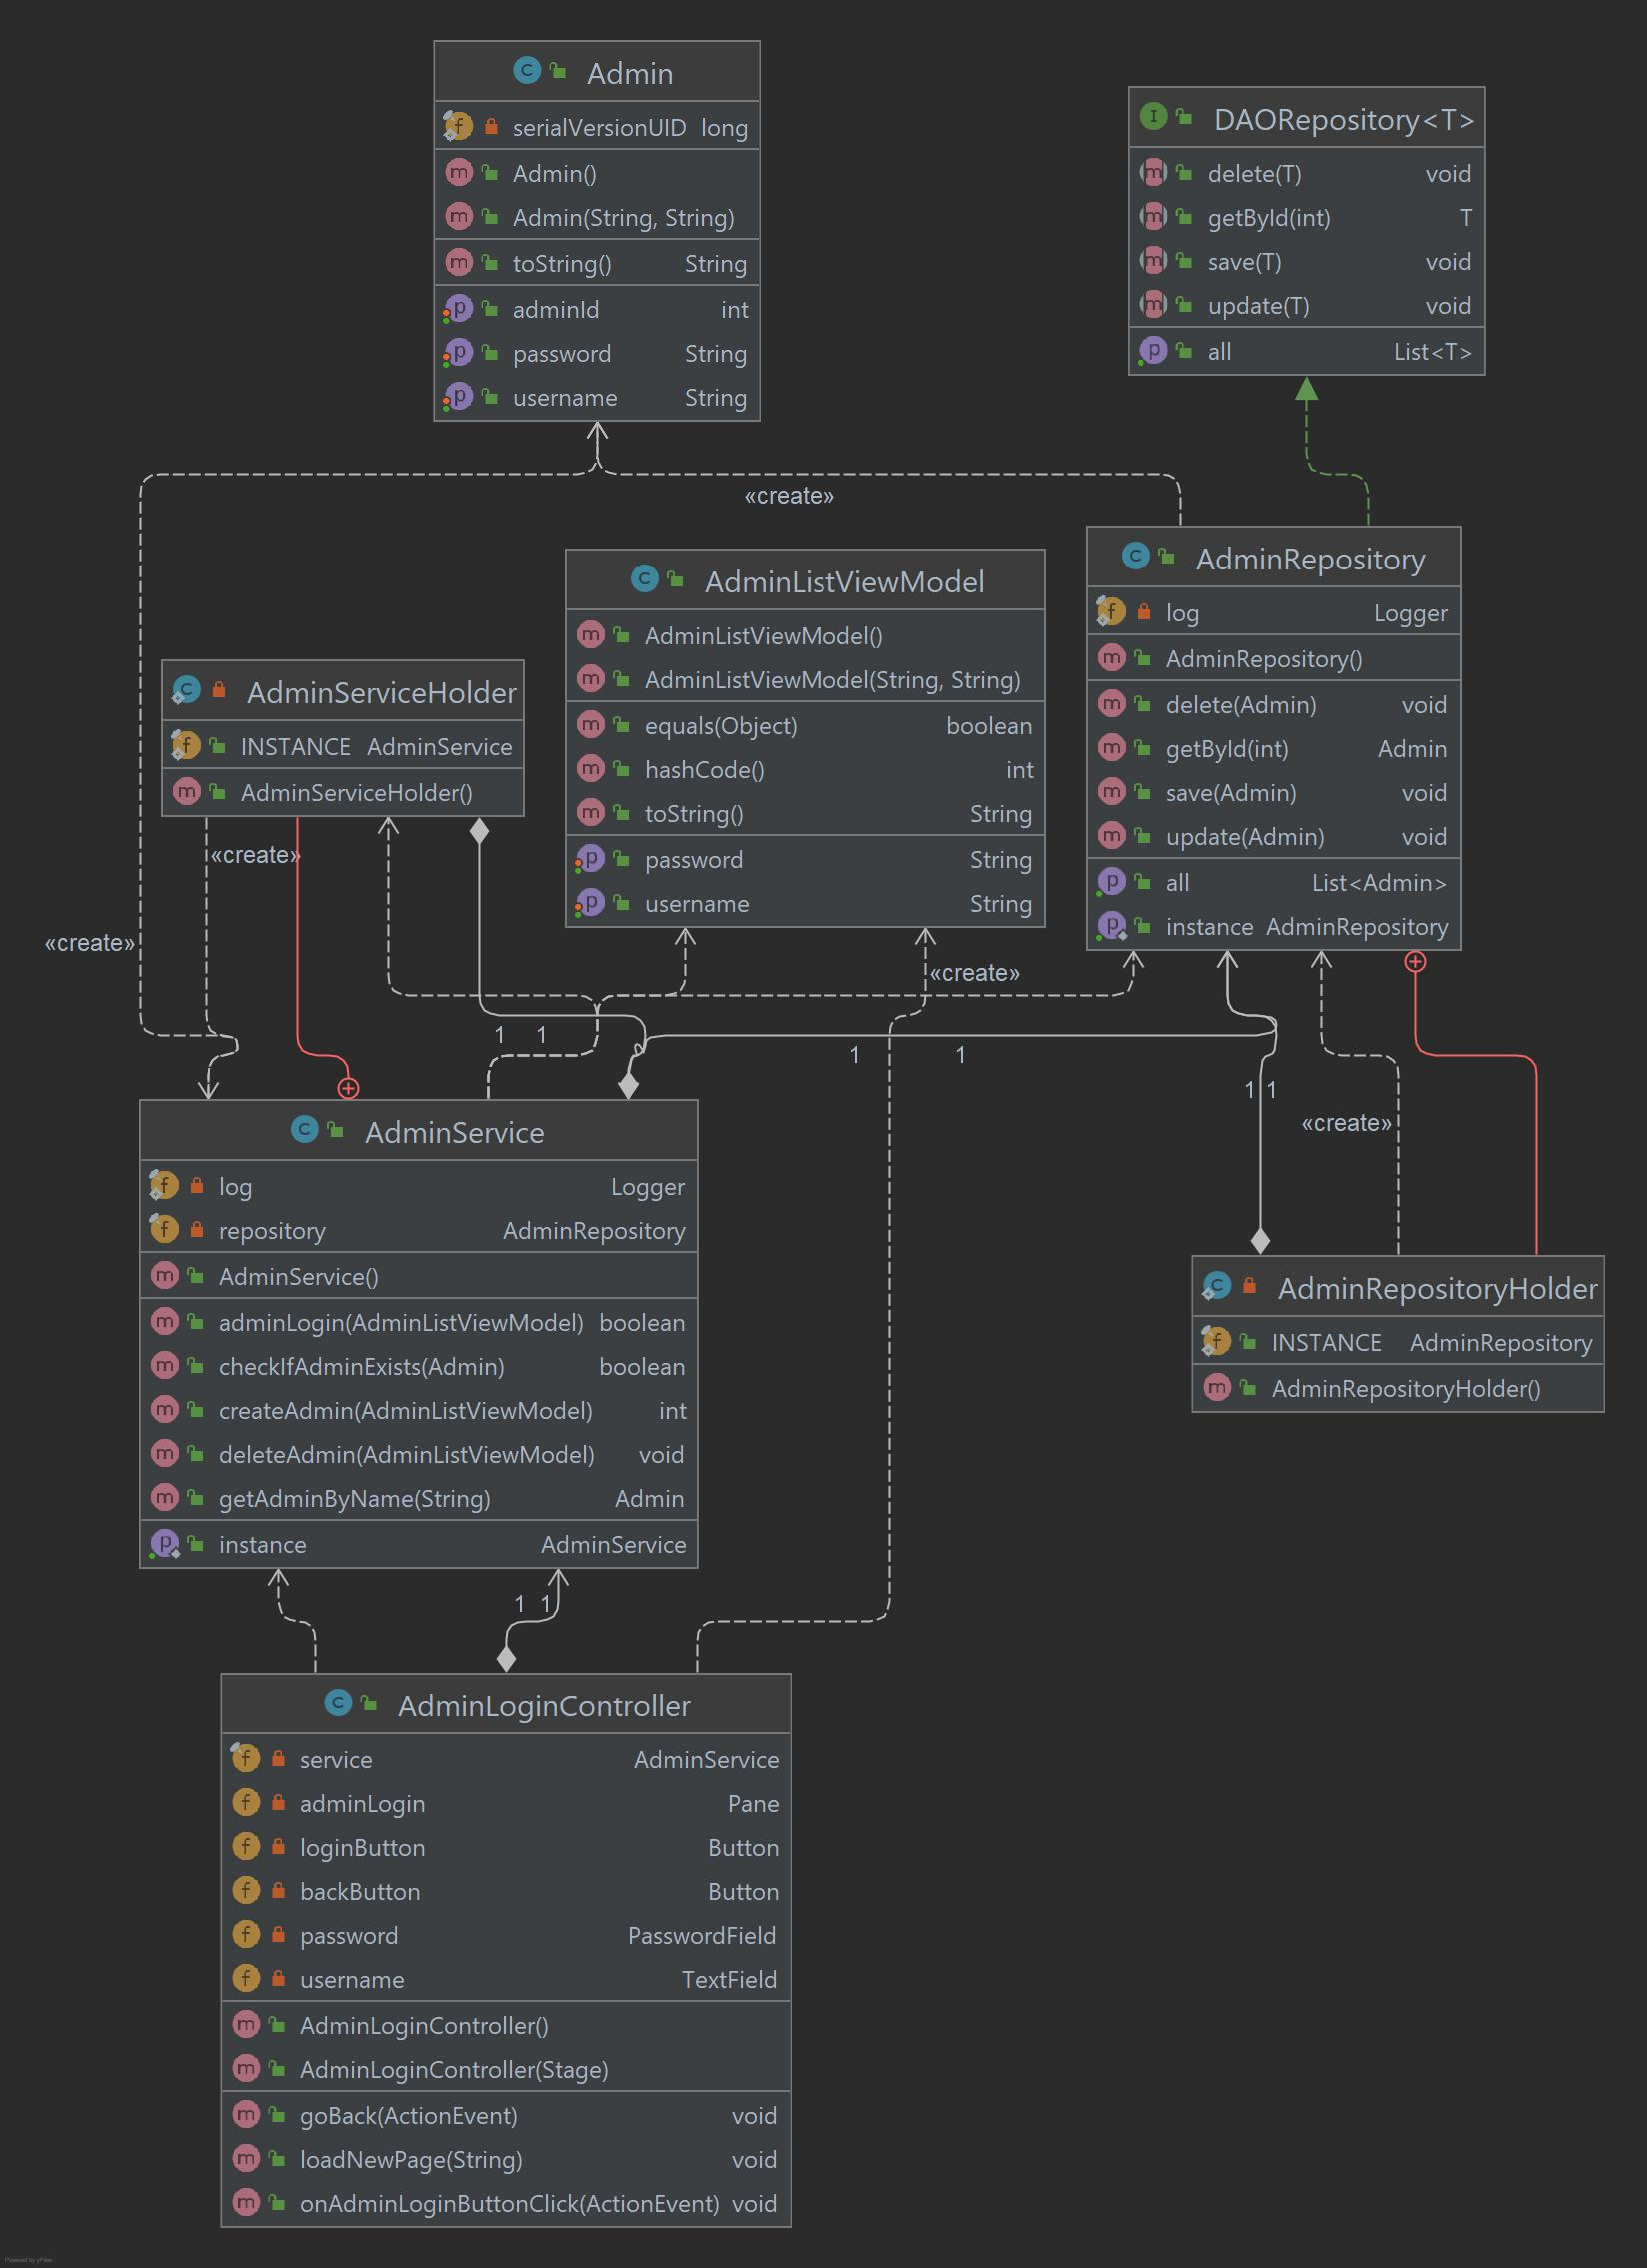 Admin
serialVersionUID long
Admin()
Admin(String, String)
toString() String
adminId int
password String
username String
DAORepository<T>
delete(T) void
getById(int) T
save(T) void
update(T) void
all List<T>
«create»
AdminRepository
log Logger
AdminRepository()
delete(Admin) void
getById(int) Admin
save(Admin) void
update(Admin) void
all List<Admin>
instance AdminRepository
AdminListViewModel
AdminListViewModel()
AdminListViewModel(String, String)
equals(Object) boolean
hashCode() int
toString() String
password String
username String
AdminServiceHolder
INSTANCE AdminService
AdminServiceHolder()
«create»
«create»
«create»
1 1
1 1
1 1
«create»
AdminService
log Logger
repository AdminRepository
AdminService()
adminLogin(AdminListViewModel) boolean
checkIfAdminExists(Admin) boolean
createAdmin(AdminListViewModel) int
deleteAdmin(AdminListViewModel) void
getAdminByName(String) Admin
instance AdminService
AdminRepositoryHolder
INSTANCE AdminRepository
AdminRepositoryHolder()
1 1
AdminLoginController
service AdminService
adminLogin Pane
loginButton Button
backButton Button
password PasswordField
username TextField
AdminLoginController()
AdminLoginController(Stage)
goBack(ActionEvent) void
loadNewPage(String) void
onAdminLoginButtonClick(ActionEvent) void
Powered by yFiles